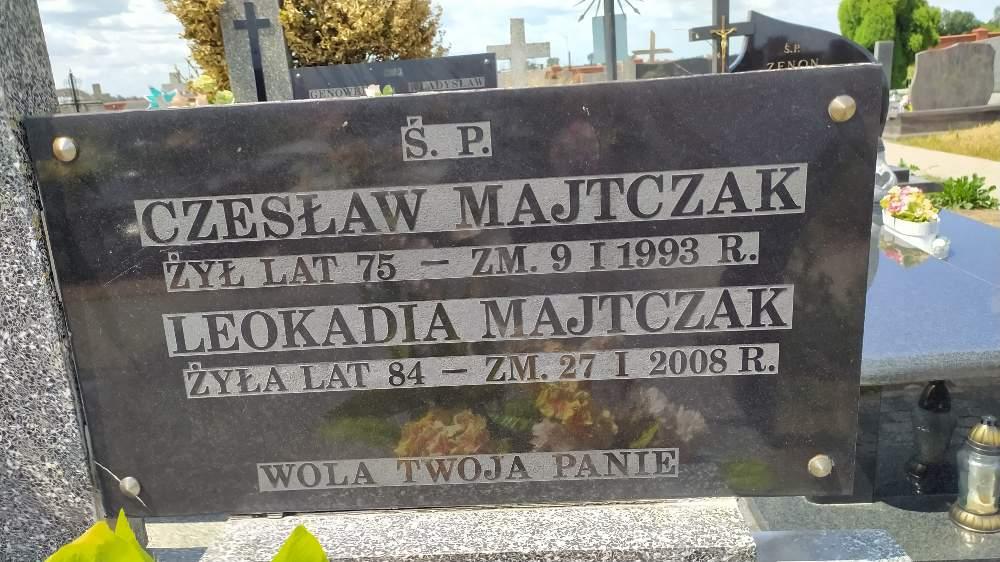 Ś. P.
CZESŁAW MAJTCZAK
ŻYŁ LAT 75 – ZM. 9 I 1993 R.
LEOKADIA MAJTCZAK
ŻYŁA LAT 84 – ZM. 27 I 2008 R.
WOLA TWOJA PANIE
Ś.P.
ZENON